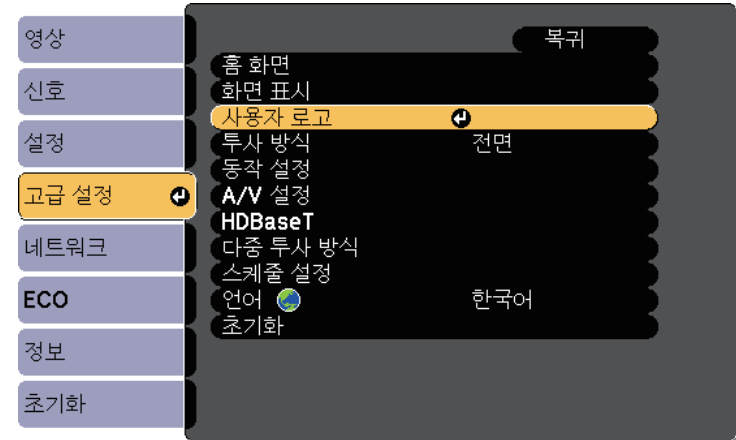 영상
신호
설정
고급 설정
네트워크
ECO
정보
초기화
복귀
홈 화면
화면 표시
사용자 로고
투사 방식 전면
동작 설정
A/V 설정
HDBaseT
다중 투사 방식
스케줄 설정
언어 한국어
초기화